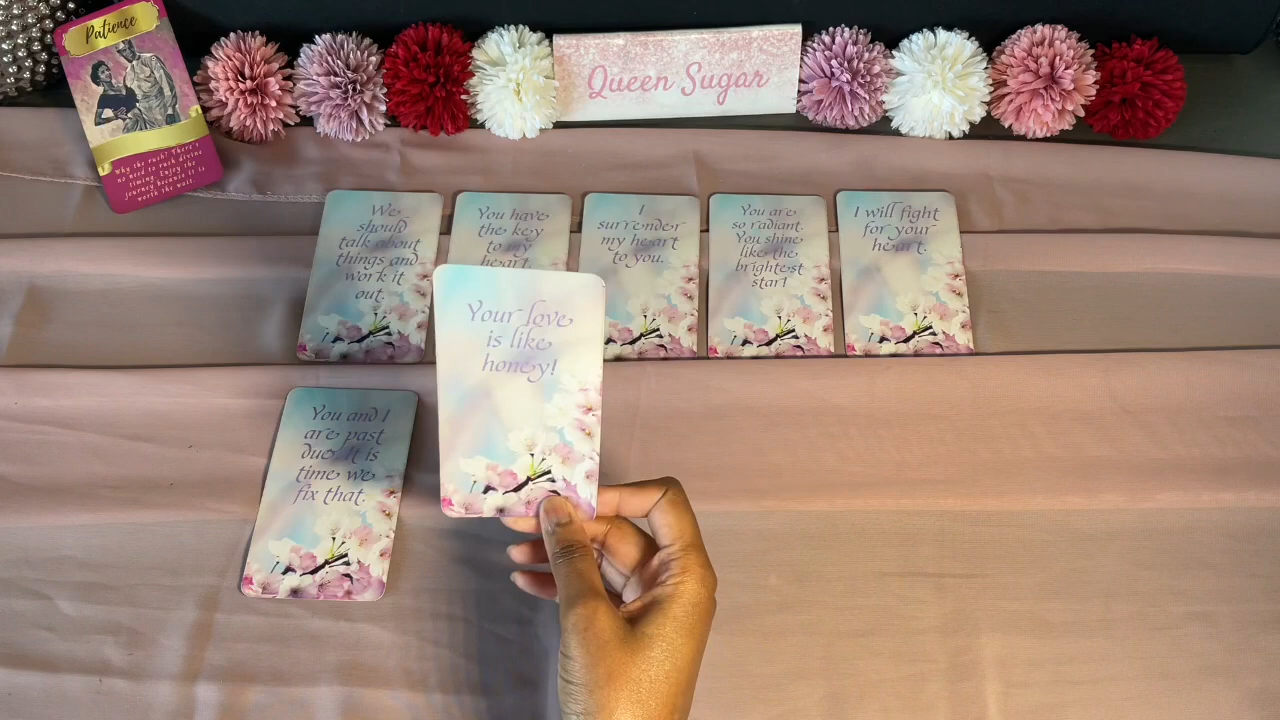 Patience
Why the rush? There's
no need to rush divine
timing. Enjoy the
journey because it is
worth the wait.
Queen Sugar
We
should
talk about
things and
work it
out.
You have
the key
to my
heart.
I
surrender
my heart
to you.
You are
so radiant.
You shine
like the
brightest
star!
I will fight
for your
heart.
Your love
is like
honey!
You and I
are past
due. It is
time we
fix that.